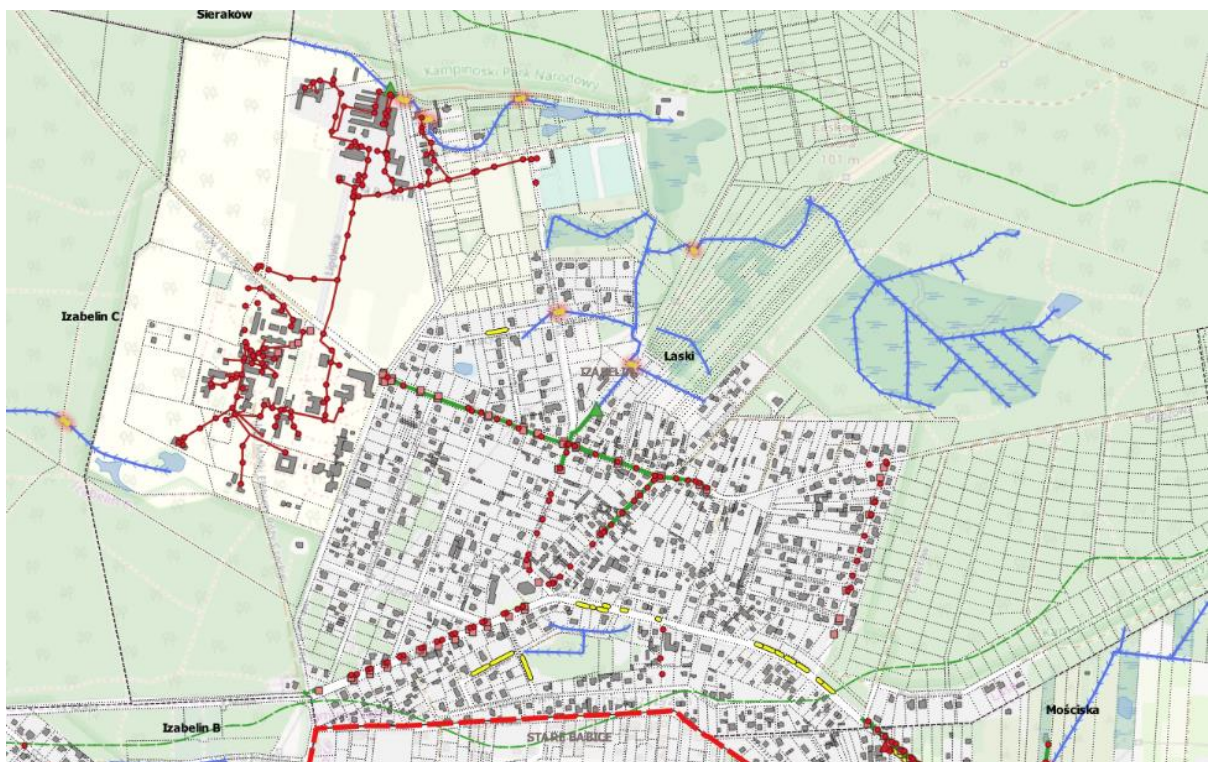 Sieraków
Kampinoski Park Narodowy
101 m
Izabelin C
Laski
IZABELIN
Izabelin B
STARE BABICE
Mościska